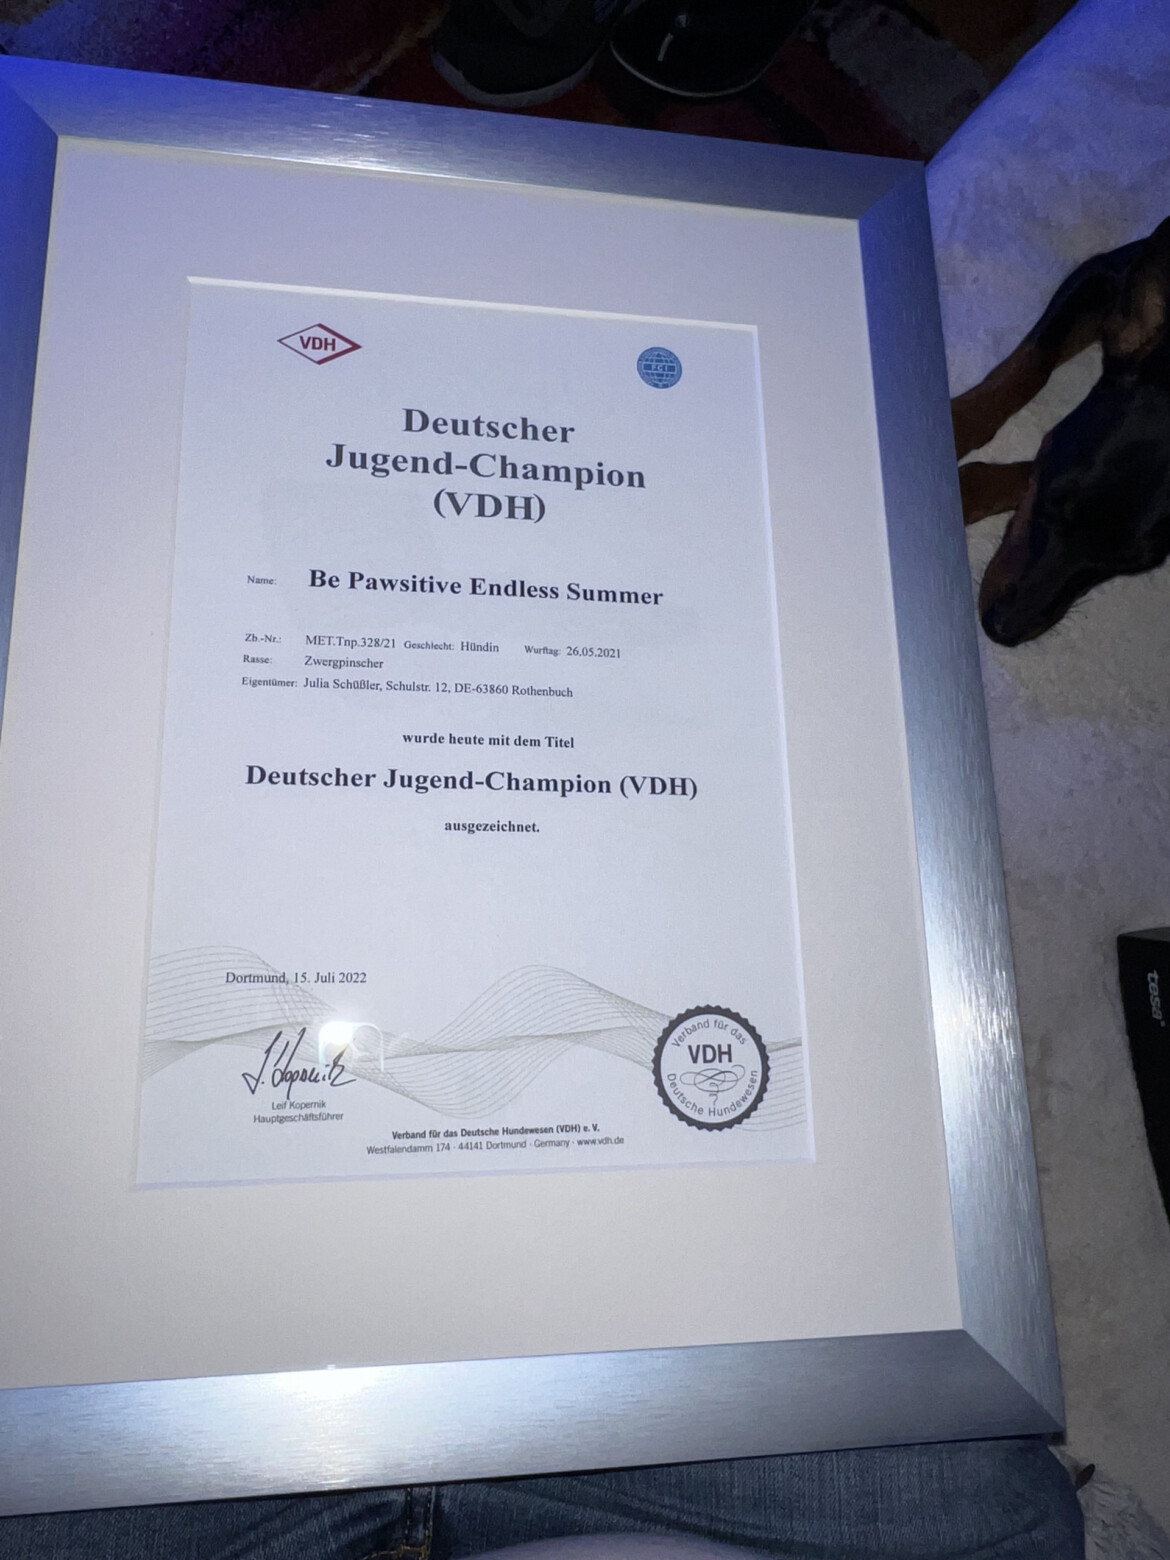 VDH
FCI
Deutscher
Jugend-Champion
(VDH)
Name: Be Pawsitive Endless Summer
Zb.-Nr.: MET.Tnp.328/21 Geschlecht: Hündin Wurftag: 26.05.2021
Rasse: Zwergpinscher
Eigentümer: Julia Schüßler, Schulstr. 12, DE-63860 Rothenbuch
wurde heute mit dem Titel
Deutscher Jugend-Champion (VDH)
ausgezeichnet.
Dortmund, 15. Juli 2022
L. Kopernik
Leif Kopernik
Hauptgeschäftsführer
Verband für das
VDH
Deutsche Hundewesen
Verband für das Deutsche Hundewesen (VDH) e. V.
Westfalendamm 174 · 44141 Dortmund · Germany · www.vdh.de
tesa